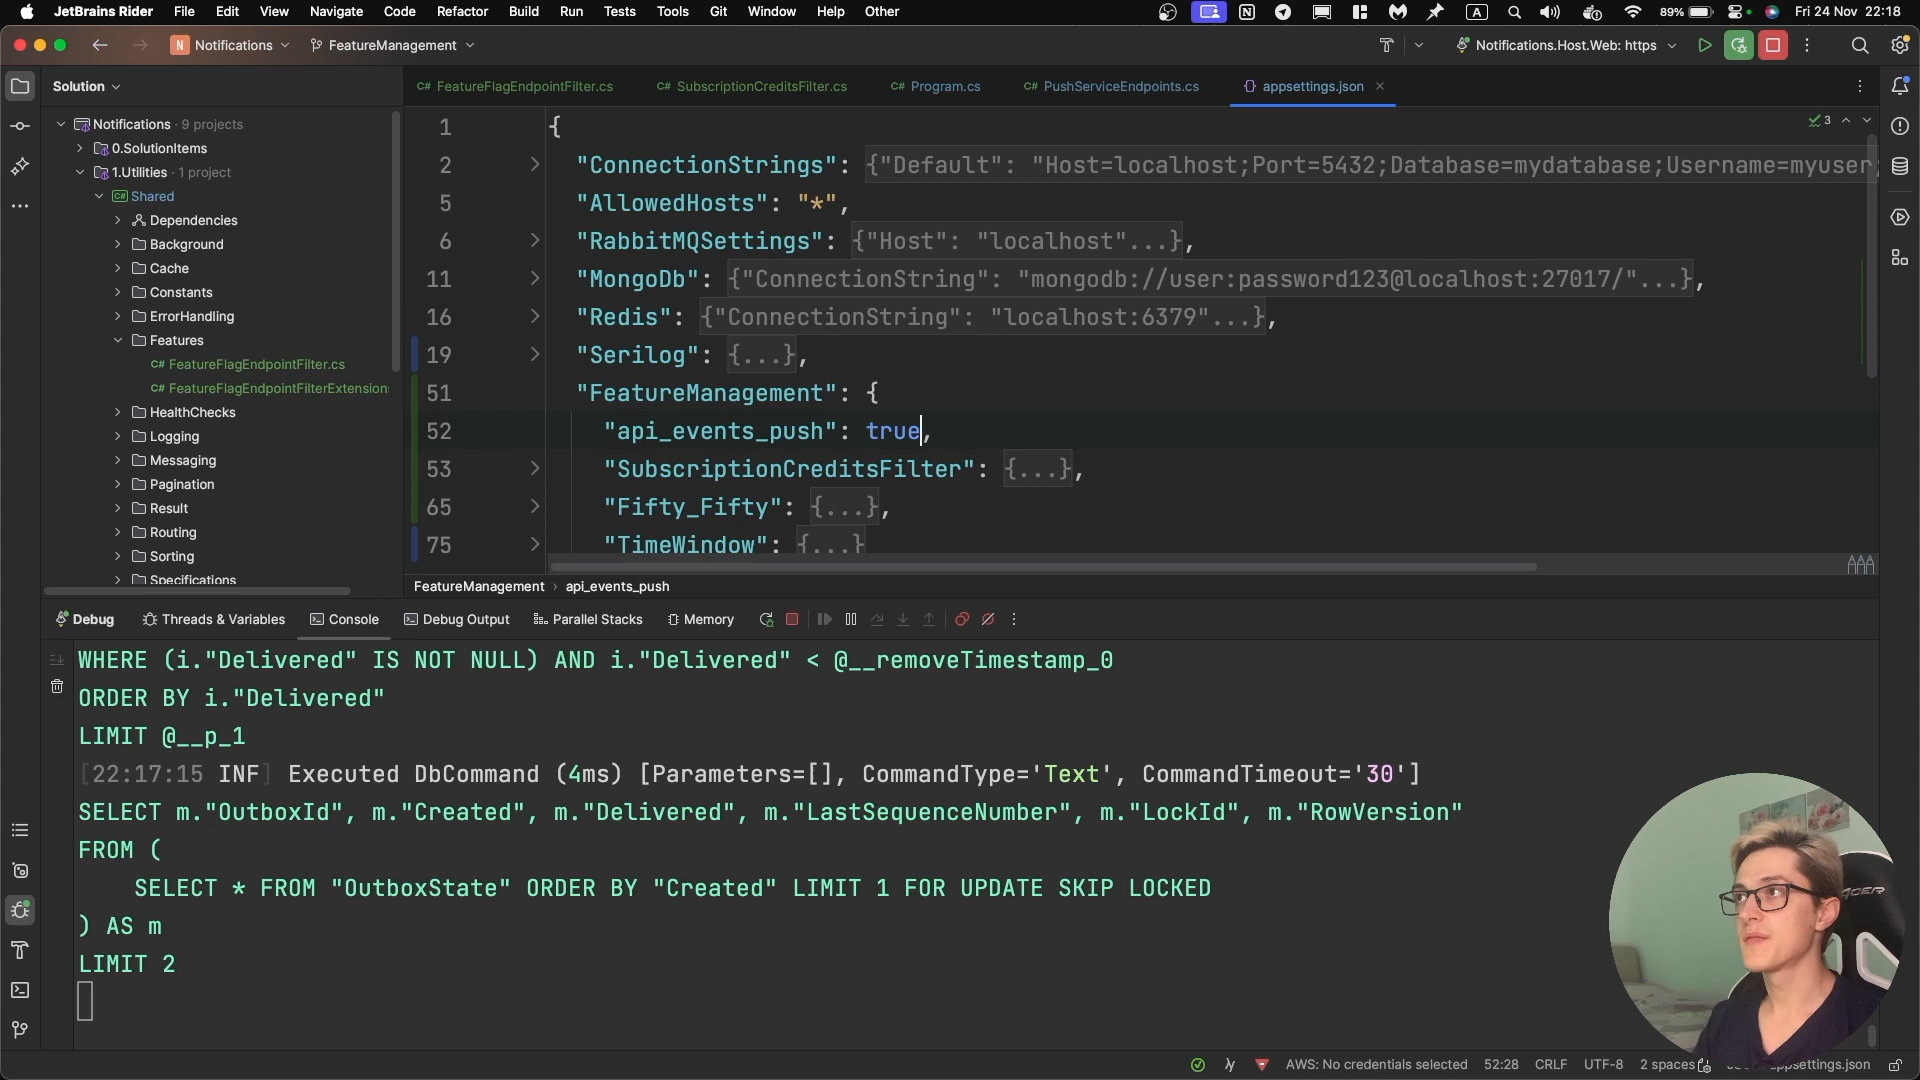 JetBrains Rider File Edit View Navigate Code Refactor Build Run Tests Tools Git Window Help Other
A 89% Fri 24 Nov 22:18
N Notifications FeatureManagement Notifications.Host.Web: https
Solution
C# FeatureFlagEndpointFilter.cs C# SubscriptionCreditsFilter.cs C# Program.cs C# PushServiceEndpoints.cs {} appsettings.json
Notifications · 9 projects
0.SolutionItems
1.Utilities · 1 project
C# Shared
Dependencies
Background
Cache
Constants
ErrorHandling
Features
C# FeatureFlagEndpointFilter.cs
C# FeatureFlagEndpointFilterExtension
HealthChecks
Logging
Messaging
Pagination
Result
Routing
Sorting
Specifications
3
1 {
2 "ConnectionStrings": {"Default": "Host=localhost;Port=5432;Database=mydatabase;Username=myuser
5 "AllowedHosts": "*",
6 "RabbitMQSettings": {"Host": "localhost"...},
11 "MongoDb": {"ConnectionString": "mongodb://user:password123@localhost:27017/"...},
16 "Redis": {"ConnectionString": "localhost:6379"...},
19 "Serilog": {...},
51 "FeatureManagement": {
52 "api_events_push": true,
53 "SubscriptionCreditsFilter": {...},
65 "Fifty_Fifty": {...},
75 "TimeWindow": {...}
FeatureManagement › api_events_push
Debug Threads & Variables Console Debug Output Parallel Stacks Memory
WHERE (i."Delivered" IS NOT NULL) AND i."Delivered" < @__removeTimestamp_0
ORDER BY i."Delivered"
LIMIT @__p_1
[22:17:15 INF] Executed DbCommand (4ms) [Parameters=[], CommandType='Text', CommandTimeout='30']
SELECT m."OutboxId", m."Created", m."Delivered", m."LastSequenceNumber", m."LockId", m."RowVersion"
FROM (
SELECT * FROM "OutboxState" ORDER BY "Created" LIMIT 1 FOR UPDATE SKIP LOCKED
) AS m
LIMIT 2
acer
AWS: No credentials selected 52:28 CRLF UTF-8 2 spaces appsettings.json